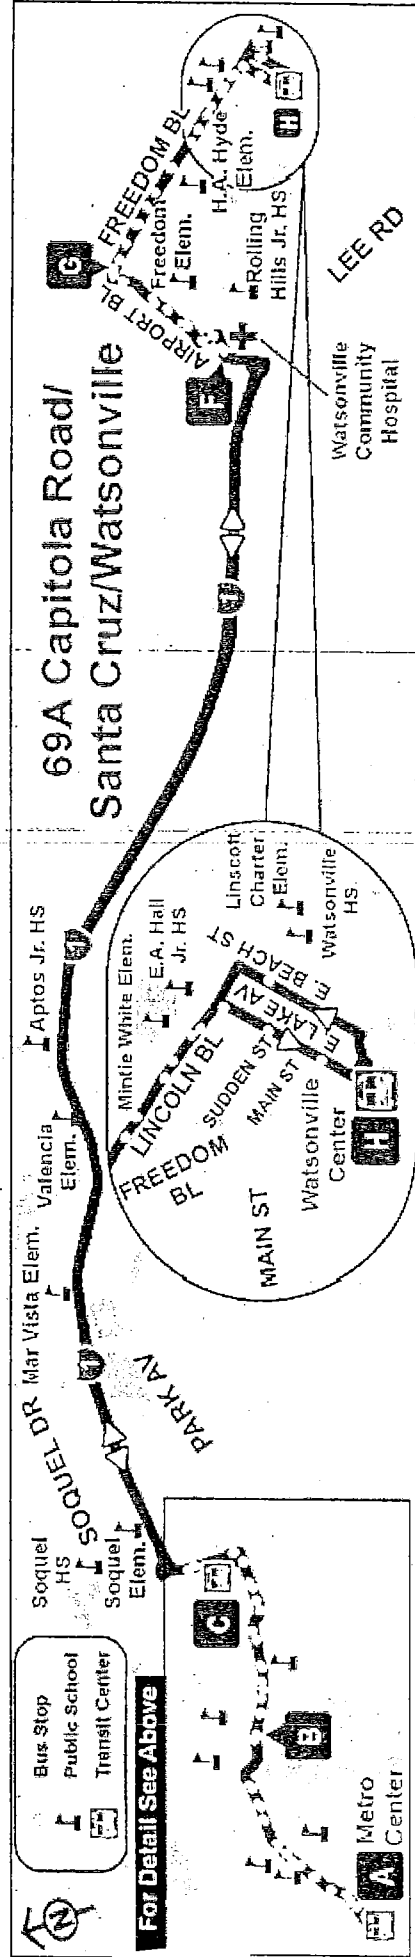 69A Capitola Road/
Santa Cruz/Watsonville
Bus Stop
Public School
Transit Center
N
For Detail See Above
A
Metro
Center
B
C
Soquel
HS
Soquel
Elem.
SOQUEL DR
PARK AV
1
Mar Vista Elem.
Valencia
Elem.
Aptos Jr. HS
1
1
F
AIRPORT BL
G
FREEDOM BL
Freedom
Elem.
H.A. Hyde
Elem.
H
Rolling
Hills Jr. HS
LEE RD
Watsonville
Community
Hospital
Mintie White Elem.
E.A. Hall
Jr. HS
Linscott
Charter
Elem.
Watsonville
HS.
LINCOLN BL
FREEDOM
BL
SUDDEN ST
MAIN ST
E LAKE AV
E. BEACH ST
MAIN ST
Watsonville
Center
H